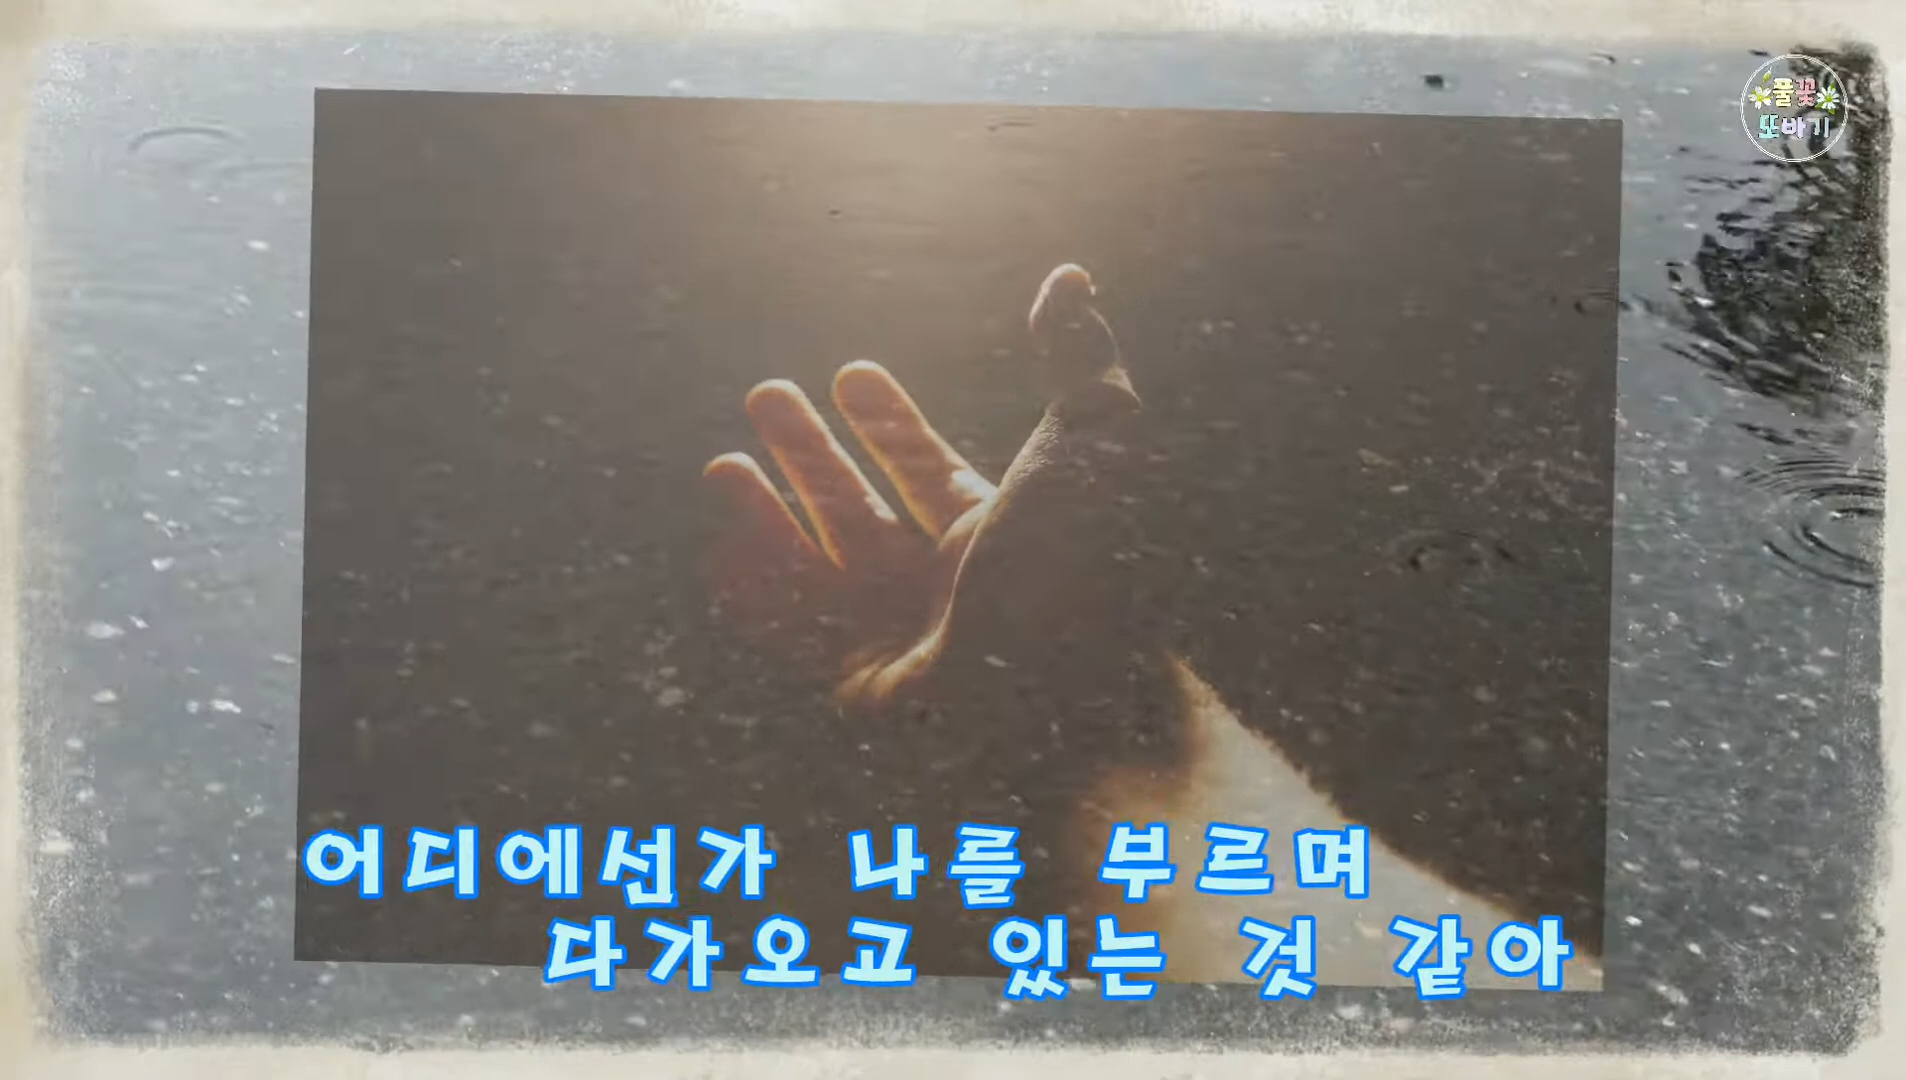 풀꽃
또바기
어디에선가 나를 부르며
다가오고 있는 것 같아